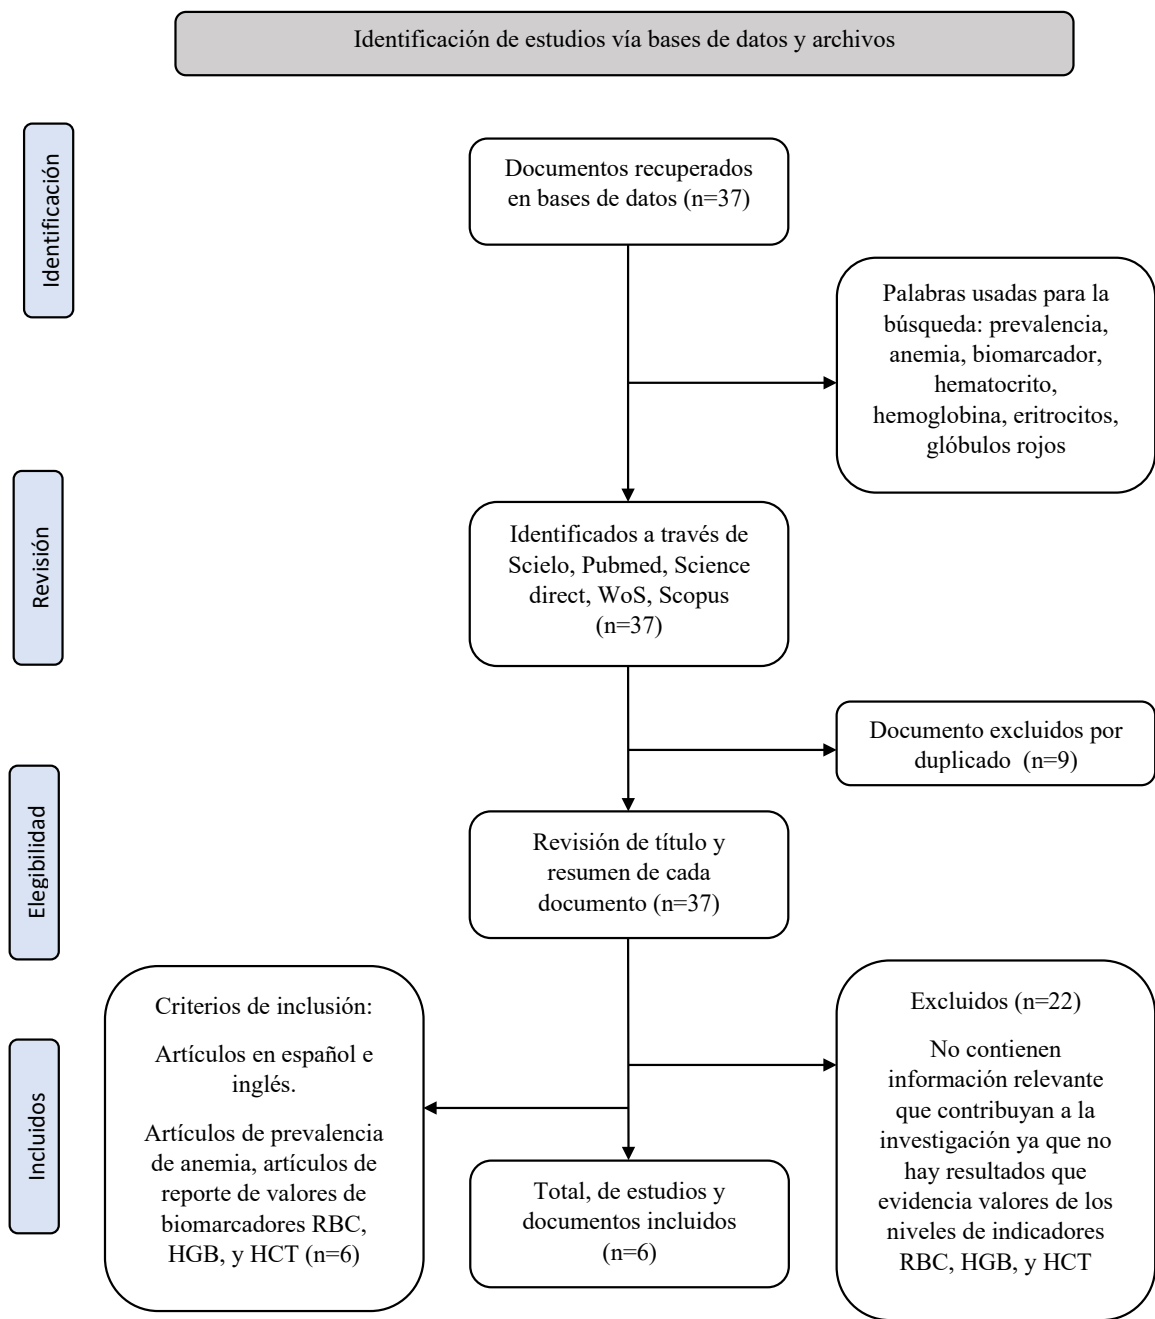 Identificación de estudios vía bases de datos y archivos
Identificación
Documentos recuperados
en bases de datos (n=37)
Palabras usadas para la
búsqueda: prevalencia,
anemia, biomarcador,
hematocrito,
hemoglobina, eritrocitos,
glóbulos rojos
Revisión
Identificados a través de
Scielo, Pubmed, Science
direct, WoS, Scopus
(n=37)
Documento excluidos por
duplicado (n=9)
Elegibilidad
Revisión de título y
resumen de cada
documento (n=37)
Criterios de inclusión:
Artículos en español e
inglés.
Artículos de prevalencia
de anemia, artículos de
reporte de valores de
biomarcadores RBC,
HGB, y HCT (n=6)
Excluidos (n=22)
No contienen
información relevante
que contribuyan a la
investigación ya que no
hay resultados que
evidencia valores de los
niveles de indicadores
RBC, HGB, y HCT
Incluidos
Total, de estudios y
documentos incluidos
(n=6)